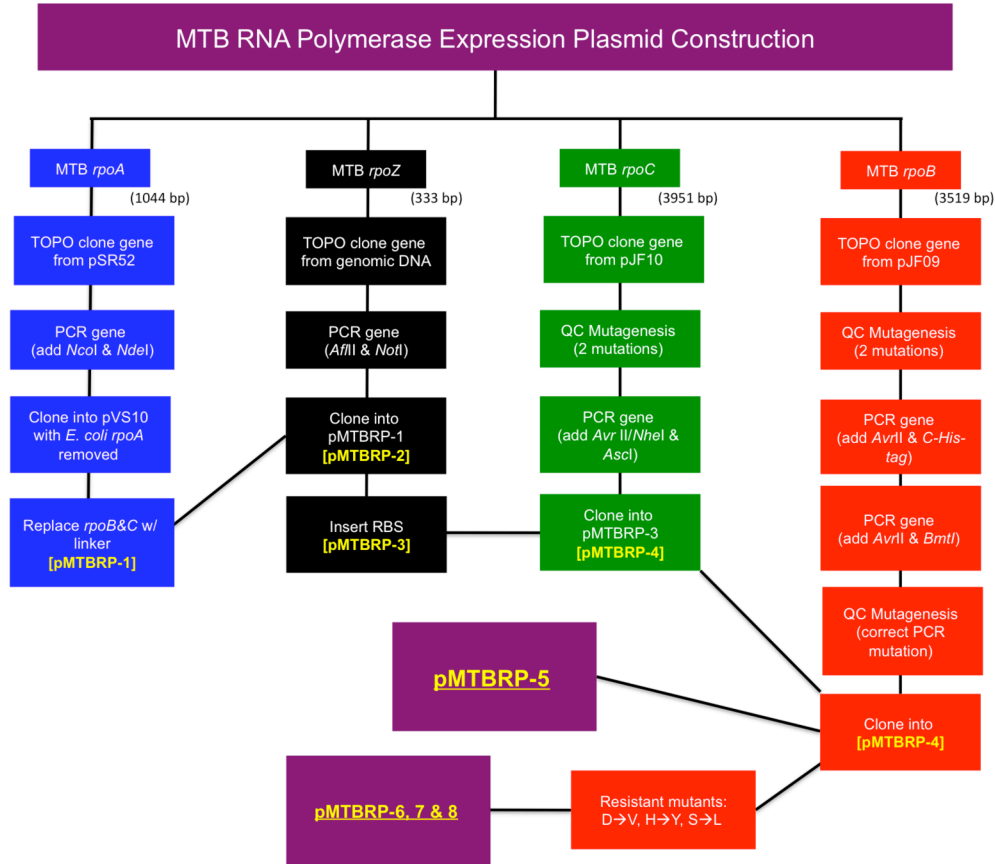 MTB RNA Polymerase Expression Plasmid Construction
MTB rpoA
(1044 bp)
TOPO clone gene
from pSR52
PCR gene
(add NcoI & NdeI)
Clone into pVS10
with E. coli rpoA
removed
Replace rpoB&C w/
linker
[pMTBRP-1]
MTB rpoZ
(333 bp)
TOPO clone gene
from genomic DNA
PCR gene
(AflII & NotI)
Clone into
pMTBRP-1
[pMTBRP-2]
Insert RBS
[pMTBRP-3]
MTB rpoC
(3951 bp)
TOPO clone gene
from pJF10
QC Mutagenesis
(2 mutations)
PCR gene
(add Avr II/NheI &
AscI)
Clone into
pMTBRP-3
[pMTBRP-4]
MTB rpoB
(3519 bp)
TOPO clone gene
from pJF09
QC Mutagenesis
(2 mutations)
PCR gene
(add AvrII & C-His-
tag)
PCR gene
(add AvrII & BmtI)
QC Mutagenesis
(correct PCR
mutation)
Clone into
[pMTBRP-4]
pMTBRP-5
Resistant mutants:
D→V, H→Y, S→L
pMTBRP-6, 7 & 8